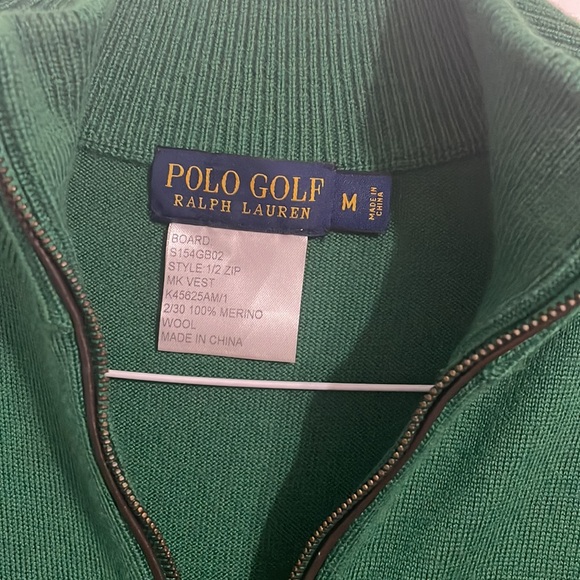 POLO GOLF
RALPH LAUREN
M
MADE IN
CHINA
BOARD
S154GB02
STYLE 1/2 ZIP
MK VEST
K45625AM/1
2/30 100% MERINO
WOOL
MADE IN CHINA